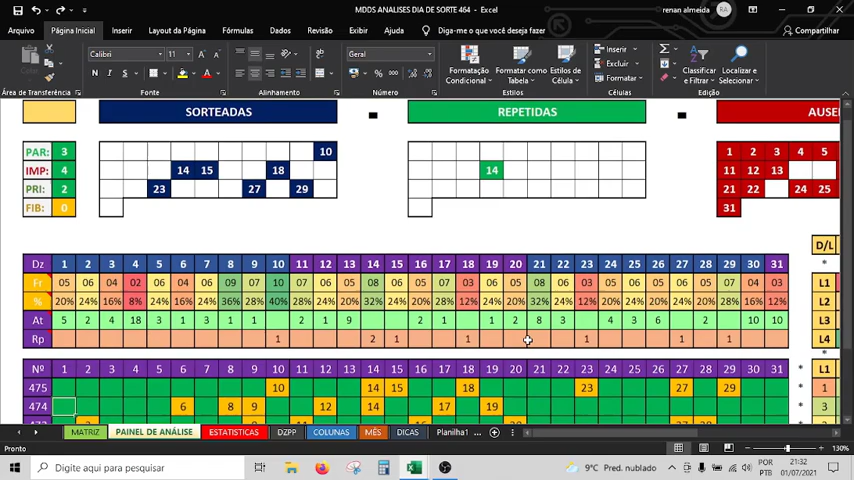 MDDS ANALISES DIA DE SORTE 464 - Excel
renan almeida RA
Arquivo Página Inicial Inserir Layout da Página Fórmulas Dados Revisão Exibir Ajuda Diga-me o que você deseja fazer Compartilhar
Colar Calibri 11 A A Geral Formatação Condicional Formatar como Tabela Estilos de Célula Inserir Excluir Formatar Classificar e Filtrar Localizar e Selecionar
N I S % 000
Área de Transferência Fonte Alinhamento Número Estilos Células Edição
SORTEADAS - REPETIDAS - AUSE
PAR: 3 10 1 2 3 4 5
IMP: 4 14 15 18 14 11 12 13
PRI: 2 23 27 29 21 22 24 25
FIB: 0 31
D/L
Dz 1 2 3 4 5 6 7 8 9 10 11 12 13 14 15 16 17 18 19 20 21 22 23 24 25 26 27 28 29 30 31 *
Fr 05 06 04 02 06 04 06 09 07 10 07 06 06 08 06 05 07 03 06 05 08 06 03 06 06 06 05 05 07 04 03 L1
% 20% 24% 16% 8% 24% 16% 24% 36% 28% 40% 28% 24% 24% 32% 24% 20% 28% 12% 24% 20% 32% 24% 12% 24% 24% 24% 20% 20% 28% 16% 12% L2
At 5 2 4 18 3 1 3 1 1 2 1 9 2 1 1 2 8 3 4 3 6 2 10 10 L3
Rp 1 2 1 1 1 1 1 L4
*
Nº 1 2 3 4 5 6 7 8 9 10 11 12 13 14 15 16 17 18 19 20 21 22 23 24 25 26 27 28 29 30 31 * L1
475 10 14 15 18 23 27 29 * 1
474 6 8 9 12 14 17 19 * 3
MATRIZ PAINEL DE ANÁLISE ESTATISTICAS DZPP COLUNAS MÊS DICAS Planilha1 ...
Pronto 130%
Digite aqui para pesquisar 9°C Pred. nublado POR PTB 21:32 01/07/2021